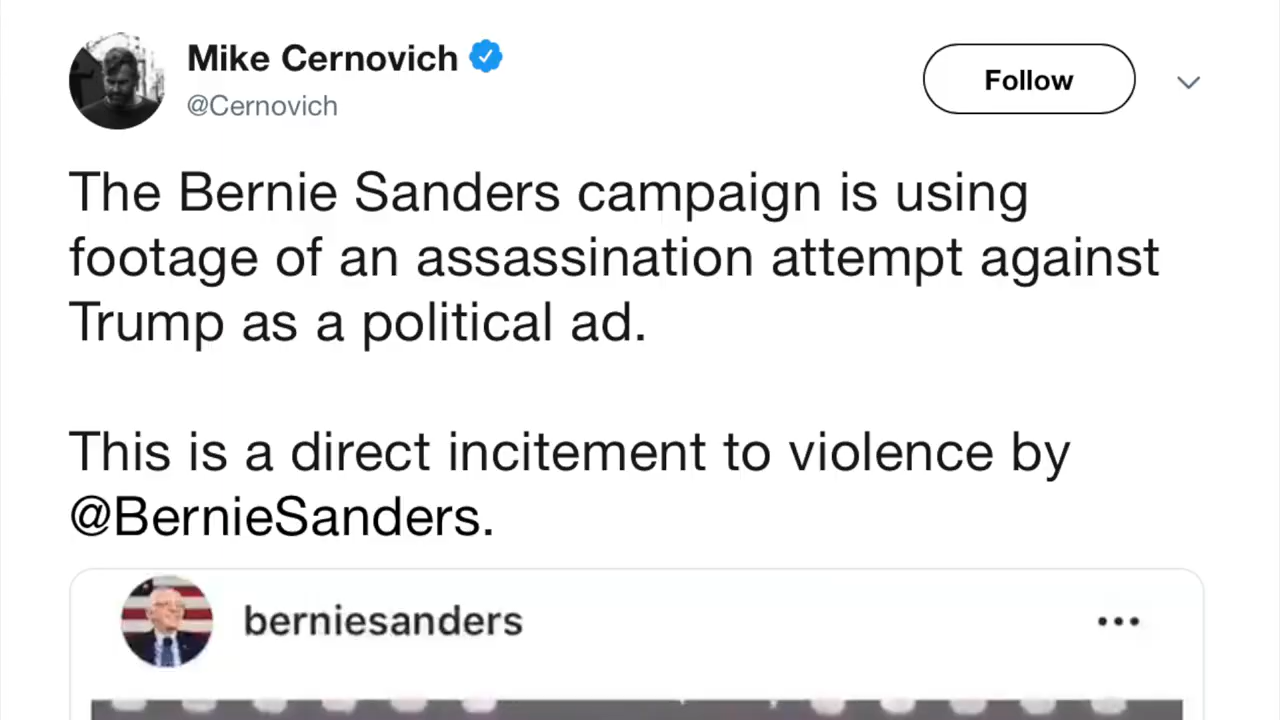 Mike Cernovich
@Cernovich
Follow
The Bernie Sanders campaign is using
footage of an assassination attempt against
Trump as a political ad.
This is a direct incitement to violence by
@BernieSanders.
berniesanders